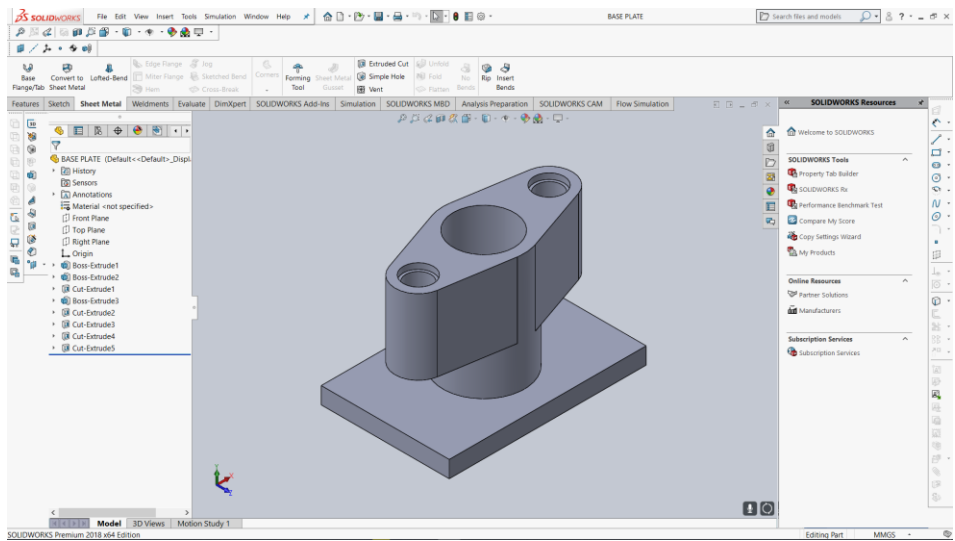 SOLIDWORKS File Edit View Insert Tools Simulation Window Help BASE PLATE Search files and models
Base Flange/Tab
Convert to Sheet Metal
Lofted-Bend
Edge Flange
Miter Flange
Hem
Jog
Sketched Bend
Cross-Break
Corners
Forming Tool
Sheet Metal Gusset
Extruded Cut
Simple Hole
Vent
Unfold
Fold
Flatten
No Bends
Rip
Insert Bends
Features Sketch Sheet Metal Weldments Evaluate DimXpert SOLIDWORKS Add-Ins Simulation SOLIDWORKS MBD Analysis Preparation SOLIDWORKS CAM Flow Simulation
BASE PLATE (Default<<Default>_Displ
History
Sensors
Annotations
Material <not specified>
Front Plane
Top Plane
Right Plane
Origin
Boss-Extrude1
Boss-Extrude2
Cut-Extrude1
Boss-Extrude3
Cut-Extrude2
Cut-Extrude3
Cut-Extrude4
Cut-Extrude5
SOLIDWORKS Resources
Welcome to SOLIDWORKS
SOLIDWORKS Tools
Property Tab Builder
SOLIDWORKS Rx
Performance Benchmark Test
Compare My Score
Copy Settings Wizard
My Products
Online Resources
Partner Solutions
Manufacturers
Subscription Services
Subscription Services
Model 3D Views Motion Study 1
SOLIDWORKS Premium 2018 x64 Edition Editing Part MMGS